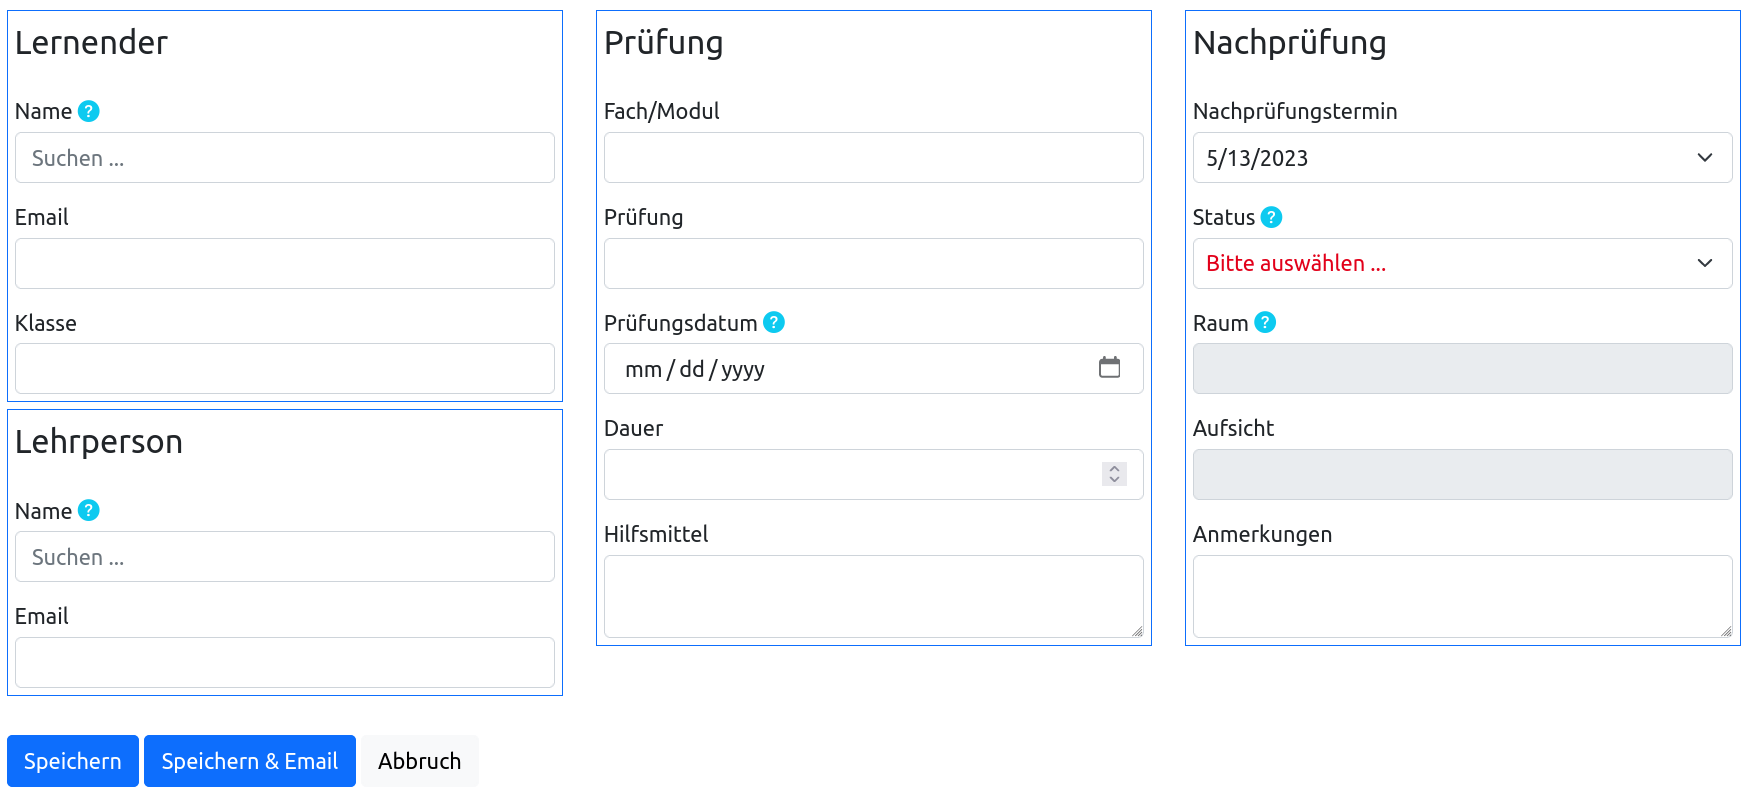 Lernender
Name ?
Suchen ...
Email
Klasse
Lehrperson
Name ?
Suchen ...
Email
Prüfung
Fach/Modul
Prüfung
Prüfungsdatum ?
mm/dd/yyyy
Dauer
Hilfsmittel
Nachprüfung
Nachprüfungstermin
5/13/2023
Status ?
Bitte auswählen ...
Raum ?
Aufsicht
Anmerkungen
Speichern
Speichern & Email
Abbruch